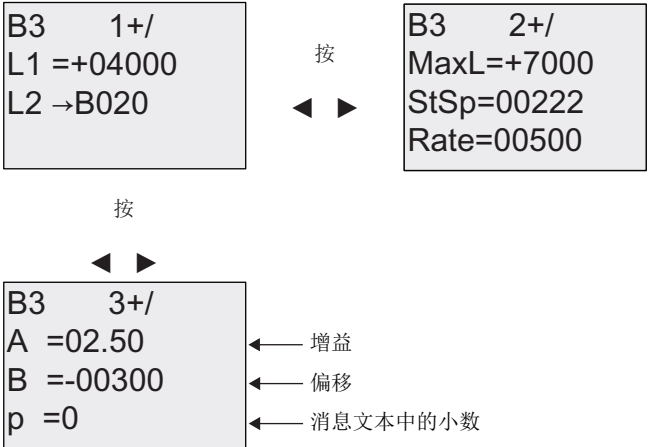 B3 1+/
L1 =+04000
L2 →B020
按
B3 2+/
MaxL=+7000
StSp=00222
Rate=00500
按
B3 3+/
A =02.50
B =-00300
p =0
增益
偏移
消息文本中的小数